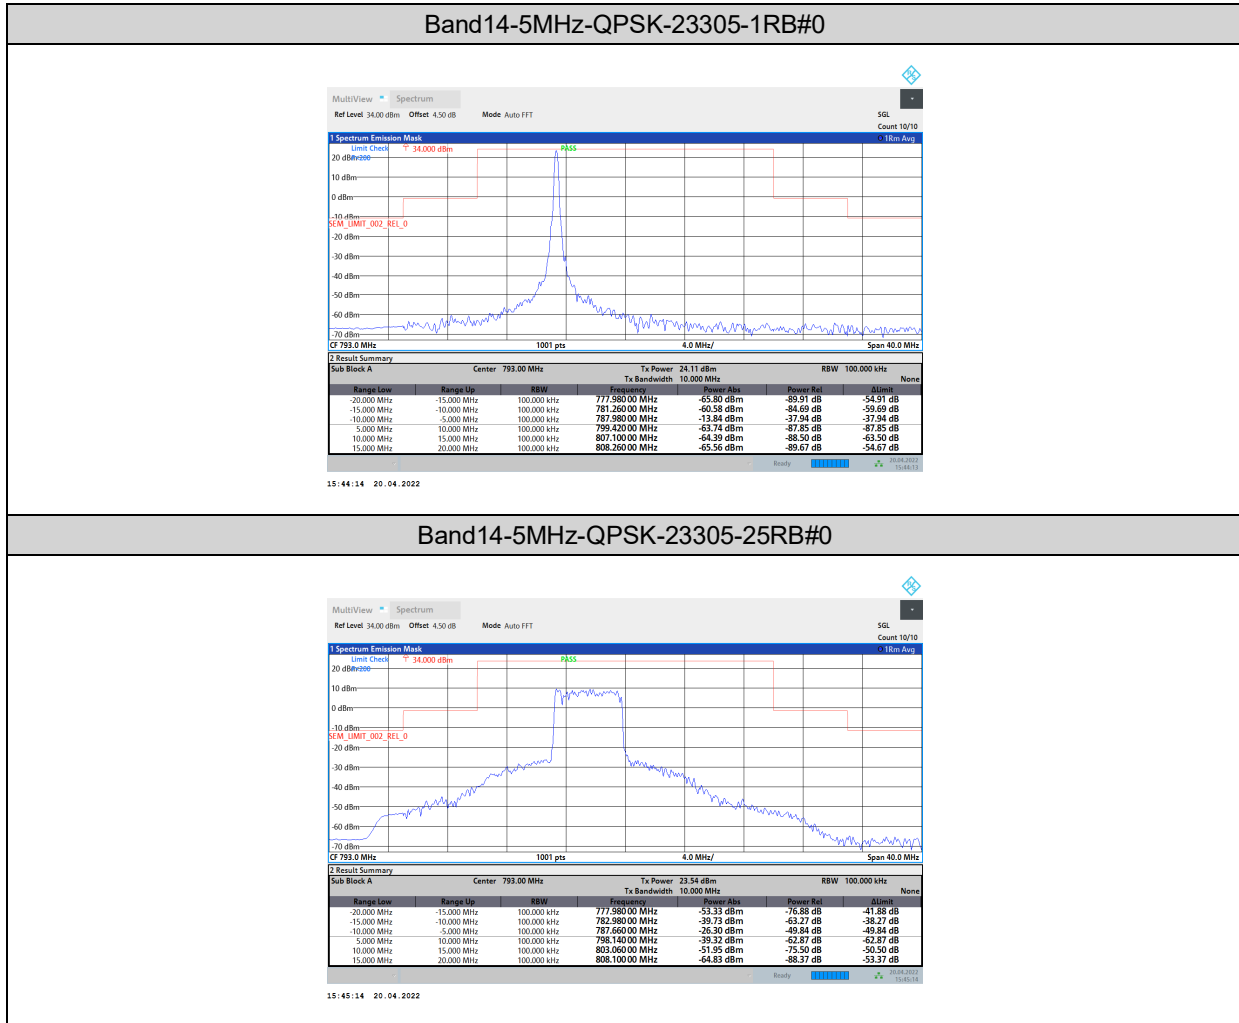 Band14-5MHz-QPSK-23305-1RB#0
MultiView Spectrum
Ref Level 34.00 dBm Offset 4.50 dB Mode Auto FFT SGL
Count 10/10
1 Spectrum Emission Mask 1Rm Avg
Limit Check 34.000 dBm PASS
20 dBm P<200
10 dBm
0 dBm
-10 dBm
SEM_LIMIT_002_REL_0
-20 dBm
-30 dBm
-40 dBm
-50 dBm
-60 dBm
-70 dBm
CF 793.0 MHz 1001 pts 4.0 MHz/ Span 40.0 MHz
2 Result Summary
Sub Block A Center 793.00 MHz Tx Power 24.11 dBm RBW 100.000 kHz
Tx Bandwidth 10.000 MHz None
Range Low Range Up RBW Frequency Power Abs Power Rel ΔLimit
-20.000 MHz -15.000 MHz 100.000 kHz 777.98000 MHz -65.80 dBm -89.91 dB -54.91 dB
-15.000 MHz -10.000 MHz 100.000 kHz 781.26000 MHz -60.58 dBm -84.69 dB -59.69 dB
-10.000 MHz -5.000 MHz 100.000 kHz 787.98000 MHz -13.84 dBm -37.94 dB -37.94 dB
5.000 MHz 10.000 MHz 100.000 kHz 799.42000 MHz -63.74 dBm -87.85 dB -87.85 dB
10.000 MHz 15.000 MHz 100.000 kHz 807.10000 MHz -64.39 dBm -88.50 dB -63.50 dB
15.000 MHz 20.000 MHz 100.000 kHz 808.26000 MHz -65.56 dBm -89.67 dB -54.67 dB
Ready 20.04.2022
15:44:13
15:44:14 20.04.2022
Band14-5MHz-QPSK-23305-25RB#0
MultiView Spectrum
Ref Level 34.00 dBm Offset 4.50 dB Mode Auto FFT SGL
Count 10/10
1 Spectrum Emission Mask 1Rm Avg
Limit Check 34.000 dBm PASS
20 dBm P<200
10 dBm
0 dBm
-10 dBm
SEM_LIMIT_002_REL_0
-20 dBm
-30 dBm
-40 dBm
-50 dBm
-60 dBm
-70 dBm
CF 793.0 MHz 1001 pts 4.0 MHz/ Span 40.0 MHz
2 Result Summary
Sub Block A Center 793.00 MHz Tx Power 23.54 dBm RBW 100.000 kHz
Tx Bandwidth 10.000 MHz None
Range Low Range Up RBW Frequency Power Abs Power Rel ΔLimit
-20.000 MHz -15.000 MHz 100.000 kHz 777.98000 MHz -53.33 dBm -76.88 dB -41.88 dB
-15.000 MHz -10.000 MHz 100.000 kHz 782.98000 MHz -39.73 dBm -63.27 dB -38.27 dB
-10.000 MHz -5.000 MHz 100.000 kHz 787.66000 MHz -26.30 dBm -49.84 dB -49.84 dB
5.000 MHz 10.000 MHz 100.000 kHz 798.14000 MHz -39.32 dBm -62.87 dB -62.87 dB
10.000 MHz 15.000 MHz 100.000 kHz 803.06000 MHz -51.95 dBm -75.50 dB -50.50 dB
15.000 MHz 20.000 MHz 100.000 kHz 808.10000 MHz -64.83 dBm -88.37 dB -53.37 dB
Ready 20.04.2022
15:45:14
15:45:14 20.04.2022